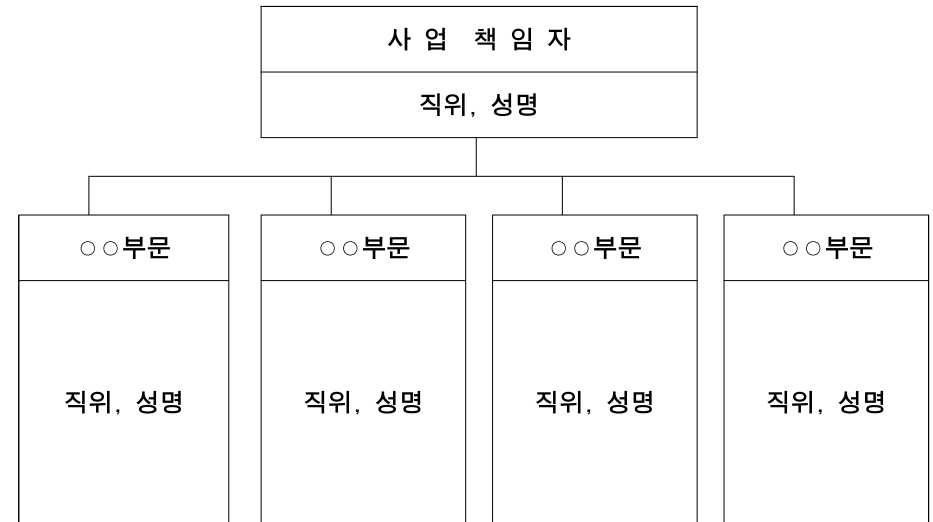 사 업 책 임 자
직위, 성명
○○부문 ○○부문 ○○부문 ○○부문
직위, 성명 직위, 성명 직위, 성명 직위, 성명